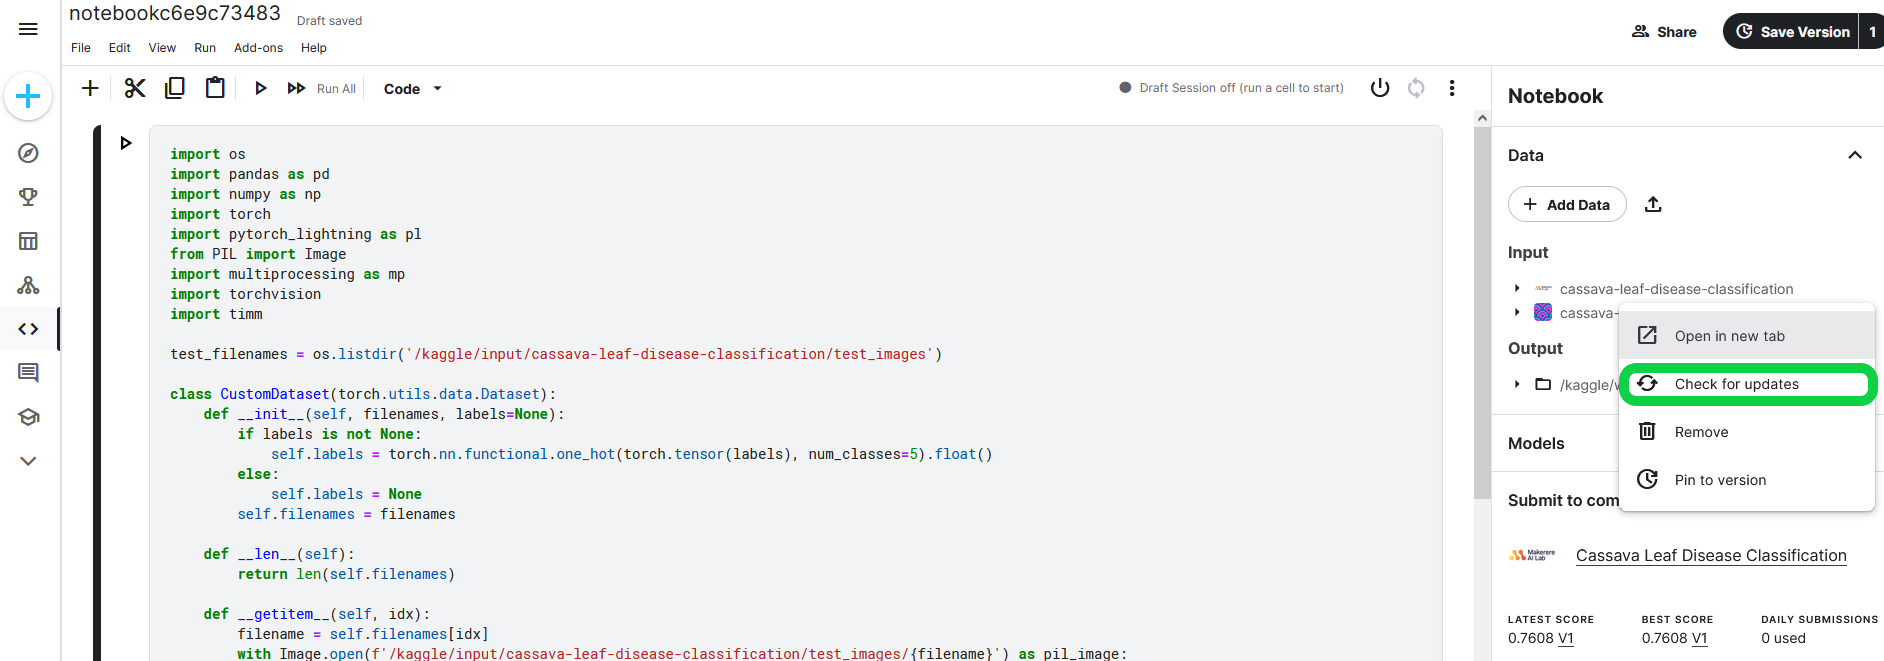 notebookc6e9c73483 Draft saved
File Edit View Run Add-ons Help
Share
Save Version 1
Run All Code
Draft Session off (run a cell to start)
import os
import pandas as pd
import numpy as np
import torch
import pytorch_lightning as pl
from PIL import Image
import multiprocessing as mp
import torchvision
import timm
test_filenames = os.listdir('/kaggle/input/cassava-leaf-disease-classification/test_images')
class CustomDataset(torch.utils.data.Dataset):
    def __init__(self, filenames, labels=None):
        if labels is not None:
            self.labels = torch.nn.functional.one_hot(torch.tensor(labels), num_classes=5).float()
        else:
            self.labels = None
        self.filenames = filenames
    def __len__(self):
        return len(self.filenames)
    def __getitem__(self, idx):
        filename = self.filenames[idx]
        with Image.open(f'/kaggle/input/cassava-leaf-disease-classification/test_images/{filename}') as pil_image:
Notebook
Data
+ Add Data
Input
cassava-leaf-disease-classification
cassava-
Output
/kaggle/
Open in new tab
Check for updates
Remove
Pin to version
Models
Submit to com
Makerere AI Lab
Cassava Leaf Disease Classification
LATEST SCORE BEST SCORE DAILY SUBMISSIONS
0.7608 V1 0.7608 V1 0 used